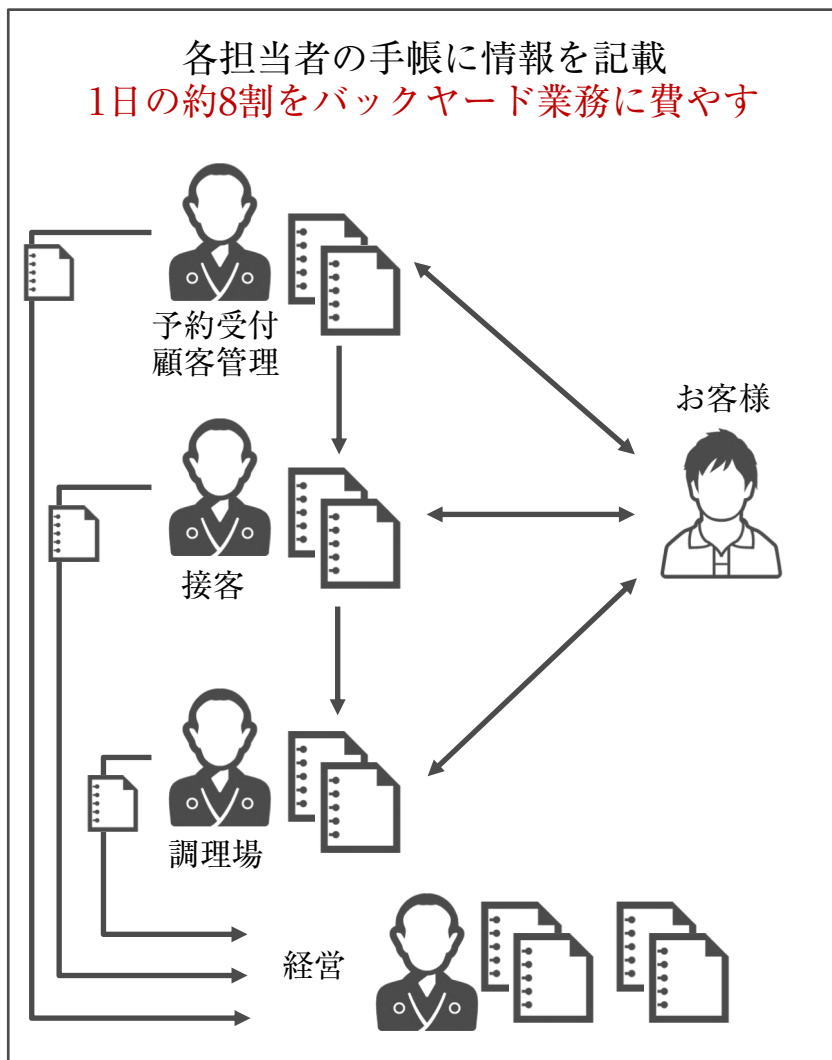 各担当者の手帳に情報を記載
1日の約8割をバックヤード業務に費やす
予約受付
顧客管理
お客様
接客
調理場
経営